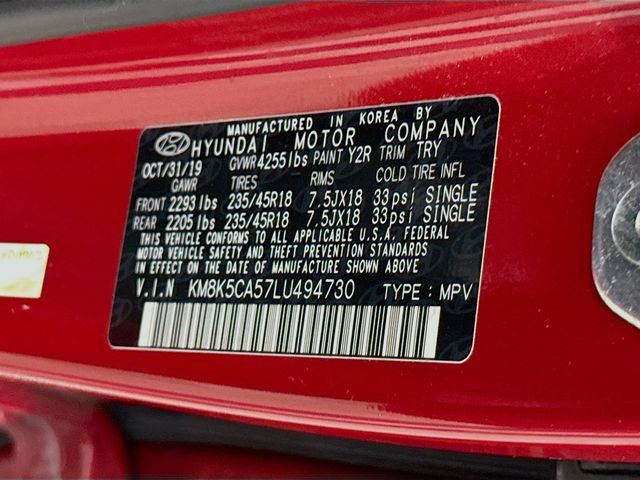 MANUFACTURED IN KOREA BY
HYUNDAI MOTOR COMPANY
OCT/31/19 GVWR 4255lbs PAINT Y2R TRIM TRY
GAWR TIRES RIMS COLD TIRE INFL
FRONT 2293 lbs 235/45R18 7.5JX18 33psi SINGLE
REAR 2205 lbs 235/45R18 7.5JX18 33psi SINGLE
THIS VEHICLE CONFORMS TO ALL APPLICABLE U.S.A. FEDERAL
MOTOR VEHICLE SAFETY AND THEFT PREVENTION STANDARDS
IN EFFECT ON THE DATE OF MANUFACTURE SHOWN ABOVE
V.I.N KM8K5CA57LU494730 TYPE : MPV